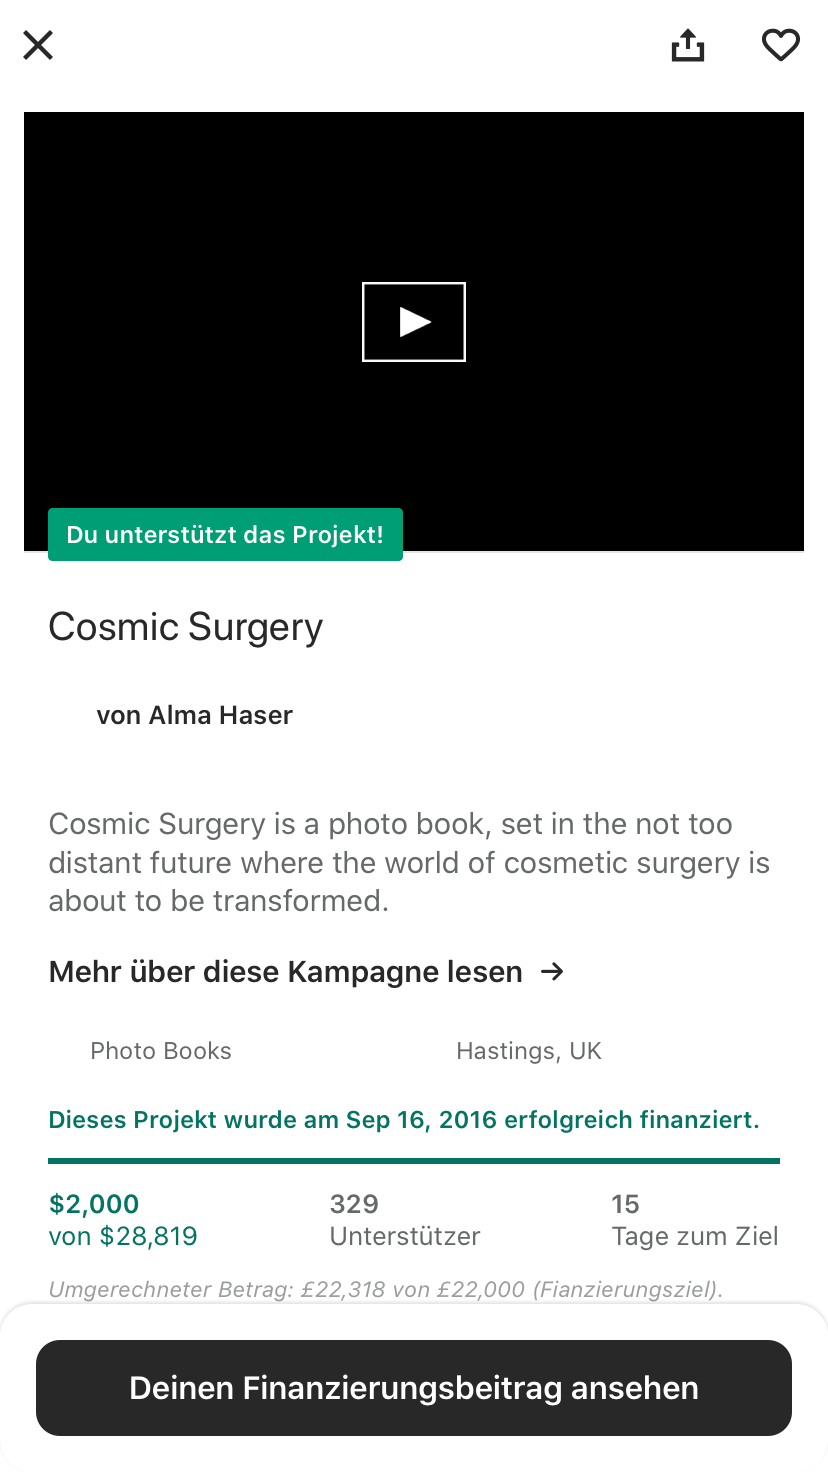 Du unterstützt das Projekt!
Cosmic Surgery
von Alma Haser
Cosmic Surgery is a photo book, set in the not too
distant future where the world of cosmetic surgery is
about to be transformed.
Mehr über diese Kampagne lesen →
Photo Books
Hastings, UK
Dieses Projekt wurde am Sep 16, 2016 erfolgreich finanziert.
$2,000
von $28,819
329
Unterstützer
15
Tage zum Ziel
Umgerechneter Betrag: £22,318 von £22,000 (Fianzierungsziel).
Deinen Finanzierungsbeitrag ansehen